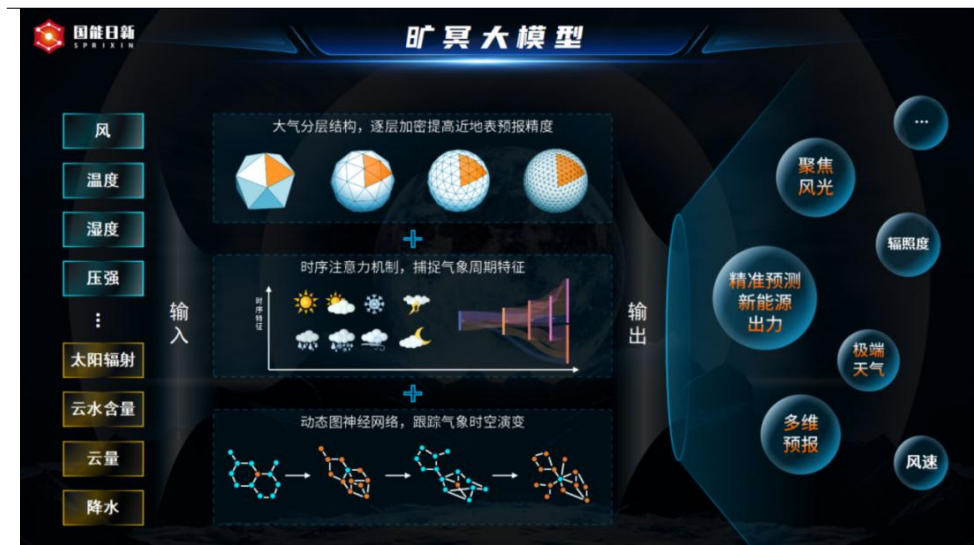 国能日新
SPRIXIN
旷冥大模型
风
温度
湿度
压强
⋮
太阳辐射
云水含量
云量
降水
输入
大气分层结构，逐层加密提高近地表预报精度
时序注意力机制，捕捉气象周期特征
时序特征
动态图神经网络，跟踪气象时空演变
输出
...
聚焦
风光
辐照度
精准预测
新能源
出力
极端
天气
多维
预报
风速